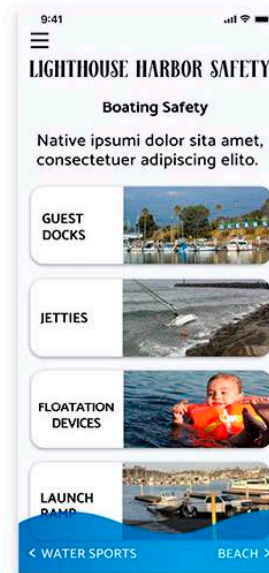 9:41
LIGHTHOUSE HARBOR SAFETY
Boating Safety
Native ipsumi dolor sita amet,
consectetuer adipiscing elito.
GUEST
DOCKS
JETTIES
FLOATATION
DEVICES
LAUNCH
RAMP
< WATER SPORTS
BEACH >